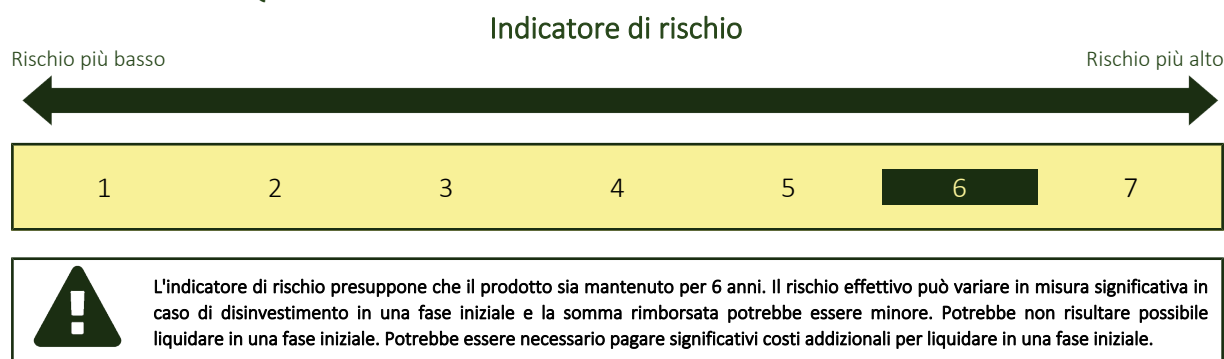 Indicatore di rischio
Rischio più basso
Rischio più alto
1 2 3 4 5 6 7
L'indicatore di rischio presuppone che il prodotto sia mantenuto per 6 anni. Il rischio effettivo può variare in misura significativa in
caso di disinvestimento in una fase iniziale e la somma rimborsata potrebbe essere minore. Potrebbe non risultare possibile
liquidare in una fase iniziale. Potrebbe essere necessario pagare significativi costi addizionali per liquidare in una fase iniziale.